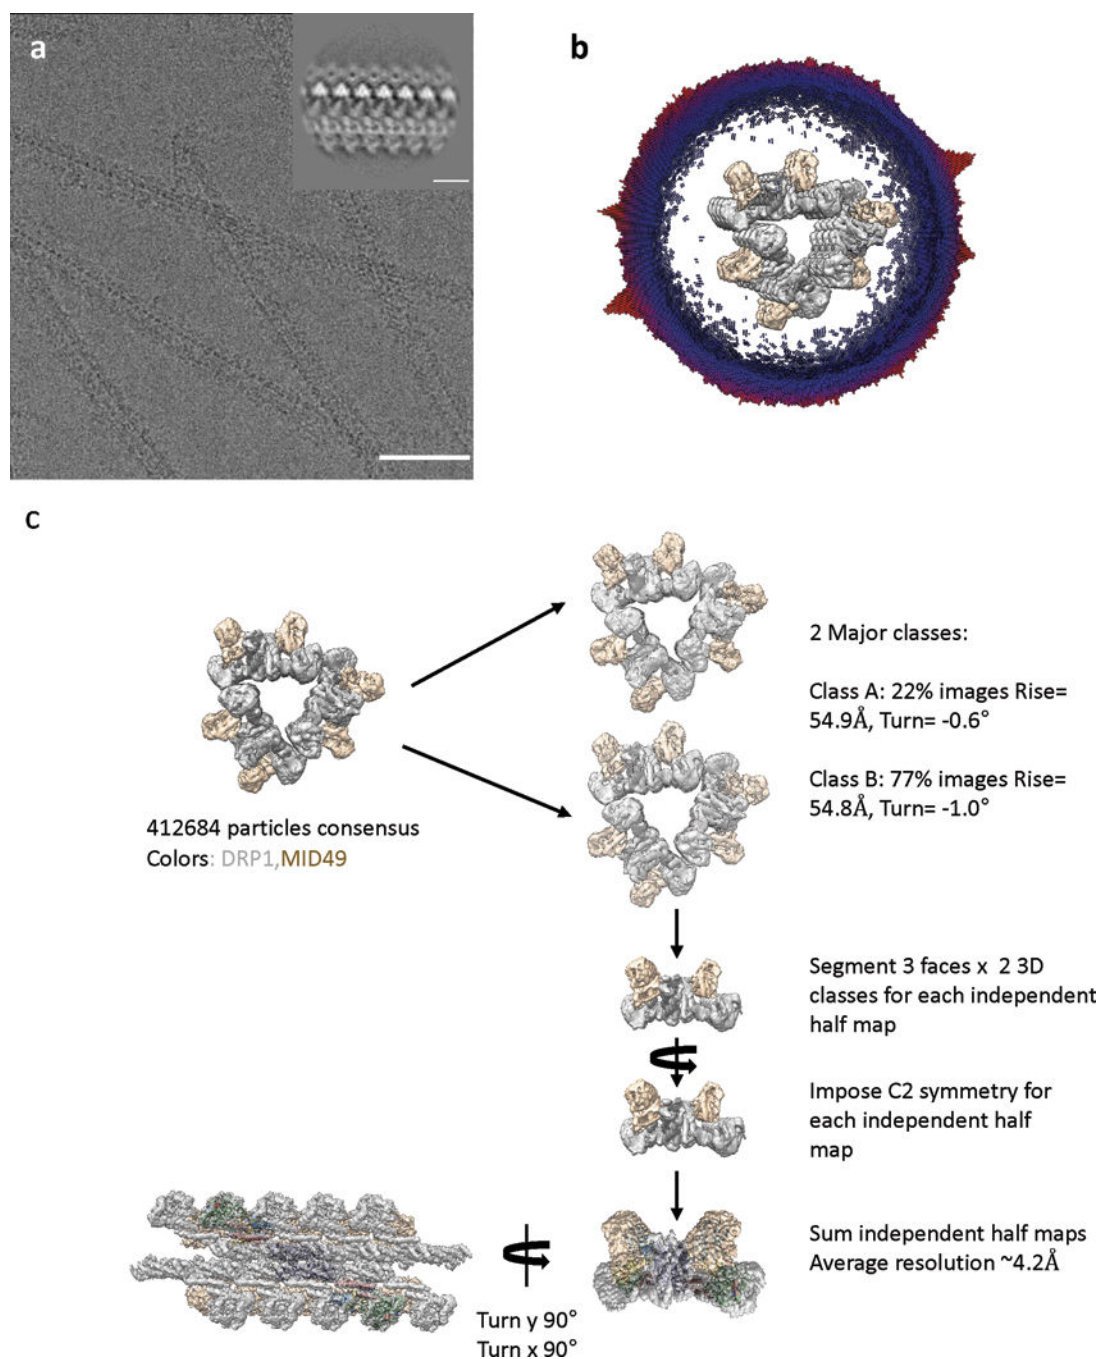 a
b
c
2 Major classes:
Class A: 22% images Rise=
54.9Å, Turn= -0.6°
Class B: 77% images Rise=
54.8Å, Turn= -1.0°
412684 particles consensus
Colors: DRP1,MID49
Segment 3 faces x 2 3D
classes for each independent
half map
Impose C2 symmetry for
each independent half
map
Sum independent half maps
Average resolution ~4.2Å
Turn y 90°
Turn x 90°